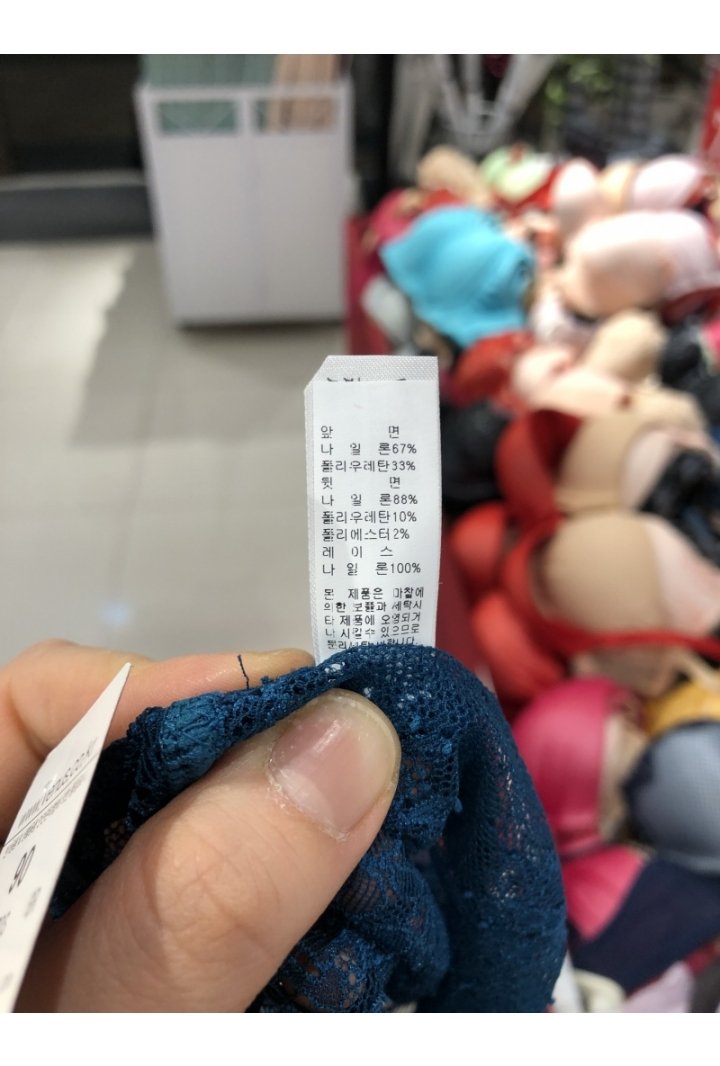 앞 면
나 일 론67%
폴리우레탄33%
뒷 면
나 일 론88%
폴리우레탄10%
폴리에스터2%
레 이 스
나 일 론100%
본 제품은 마찰에
의한 보풀과 세탁시
타 제품에 오염되거
나 시킬수 있으므로
90